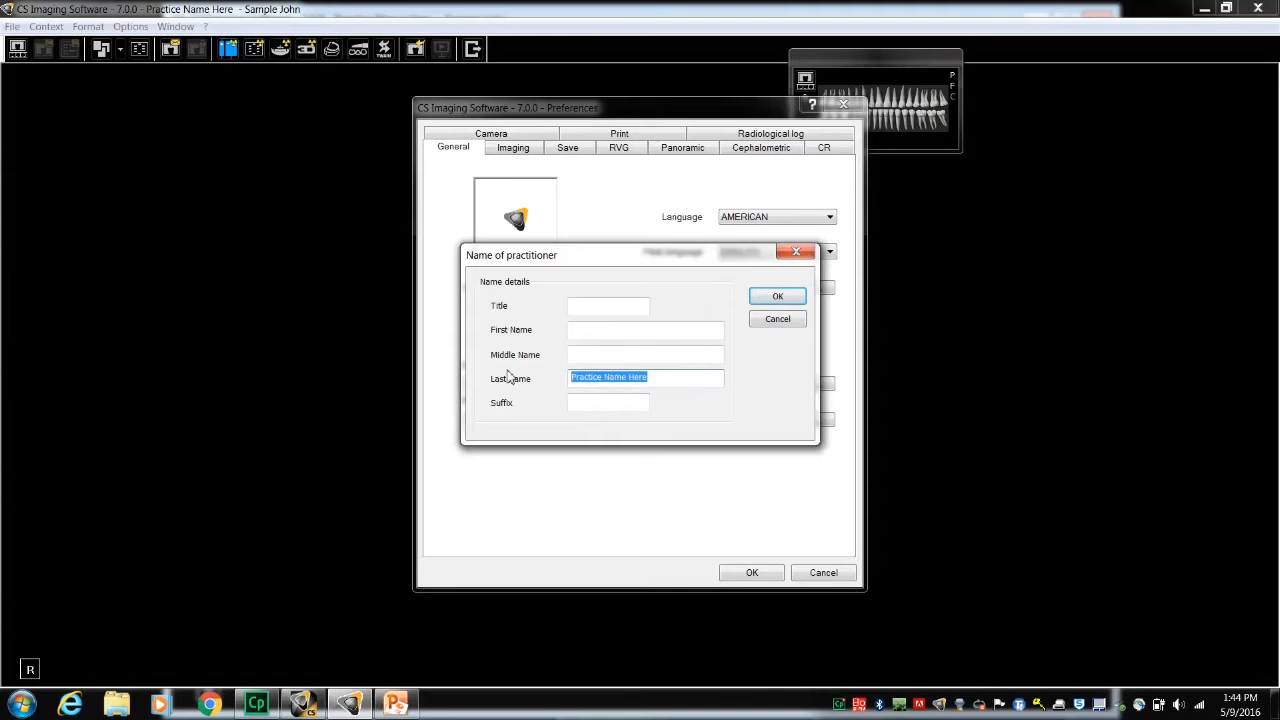 CS Imaging Software - 7.0.0 - Practice Name Here - Sample John
File Context Format Options Window ?
TWAIN
P
F
C
CS Imaging Software - 7.0.0 - Preferences
Camera Print Radiological log
General Imaging Save RVG Panoramic Cephalometric CR
Language AMERICAN
Name of practitioner
Name details
Title
OK
First Name
Cancel
Middle Name
Last Name Practice Name Here
Suffix
OK Cancel
R
Cp CS
1:44 PM
5/9/2016